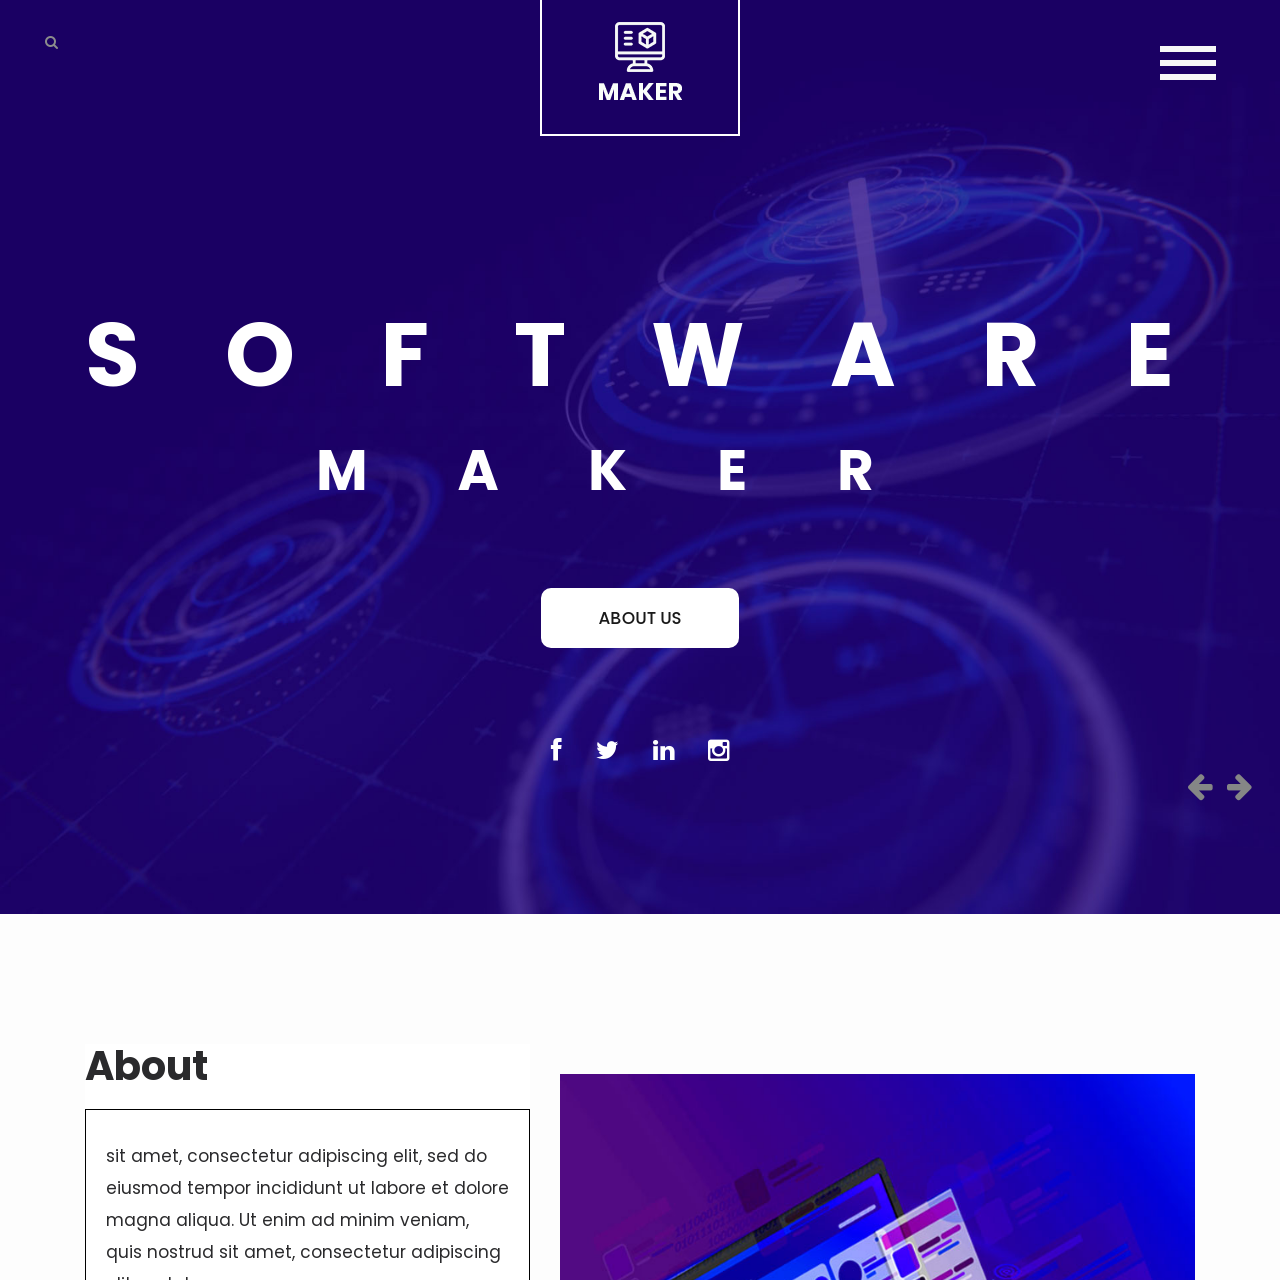 MAKER
SOFTWARE
MAKER
ABOUT US
About
sit amet, consectetur adipiscing elit, sed do
eiusmod tempor incididunt ut labore et dolore
magna aliqua. Ut enim ad minim veniam,
quis nostrud sit amet, consectetur adipiscing